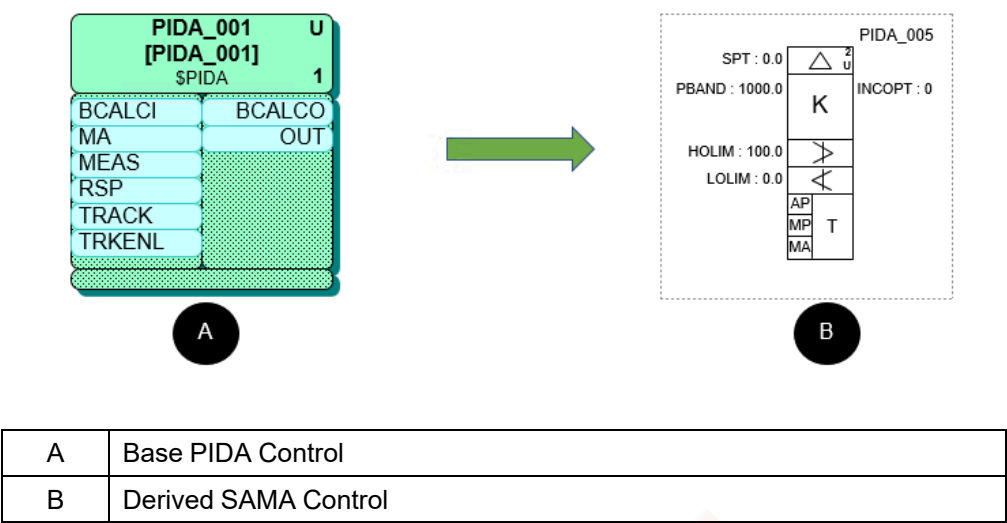 PIDA_001 U
[PIDA_001]
$PIDA 1
BCALCI BCALCO
MA OUT
MEAS
RSP
TRACK
TRKENL
A
PIDA_005
SPT : 0.0 2
U
PBAND : 1000.0 INCOPT : 0
K
HOLIM : 100.0
LOLIM : 0.0
AP
MP T
MA
B
A Base PIDA Control
B Derived SAMA Control